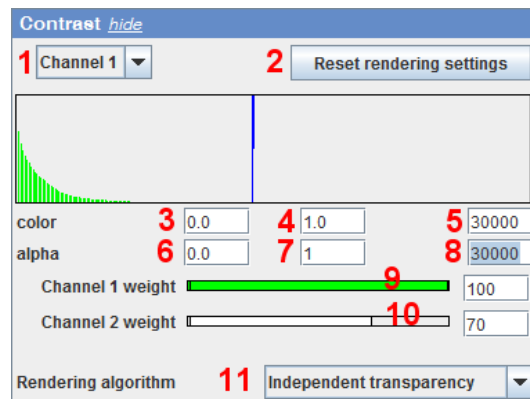 Contrast hide
1 Channel 1 2 Reset rendering settings
color 3 0.0 4 1.0 5 30000
alpha 6 0.0 7 1 8 30000
Channel 1 weight 9 100
Channel 2 weight 10 70
Rendering algorithm 11 Independent transparency